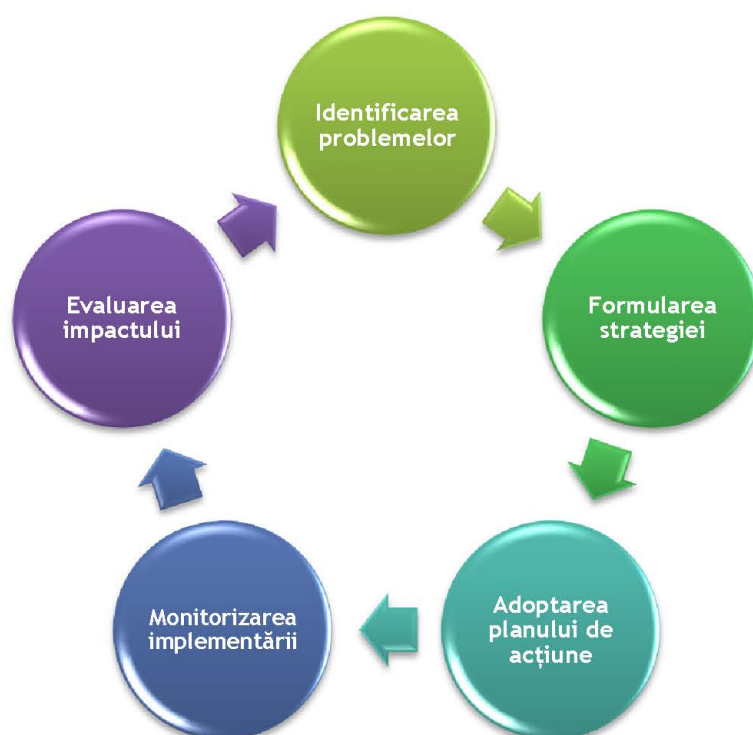 Identificarea
problemelor
Formularea
strategiei
Adoptarea
planului de
acțiune
Monitorizarea
implementării
Evaluarea
impactului